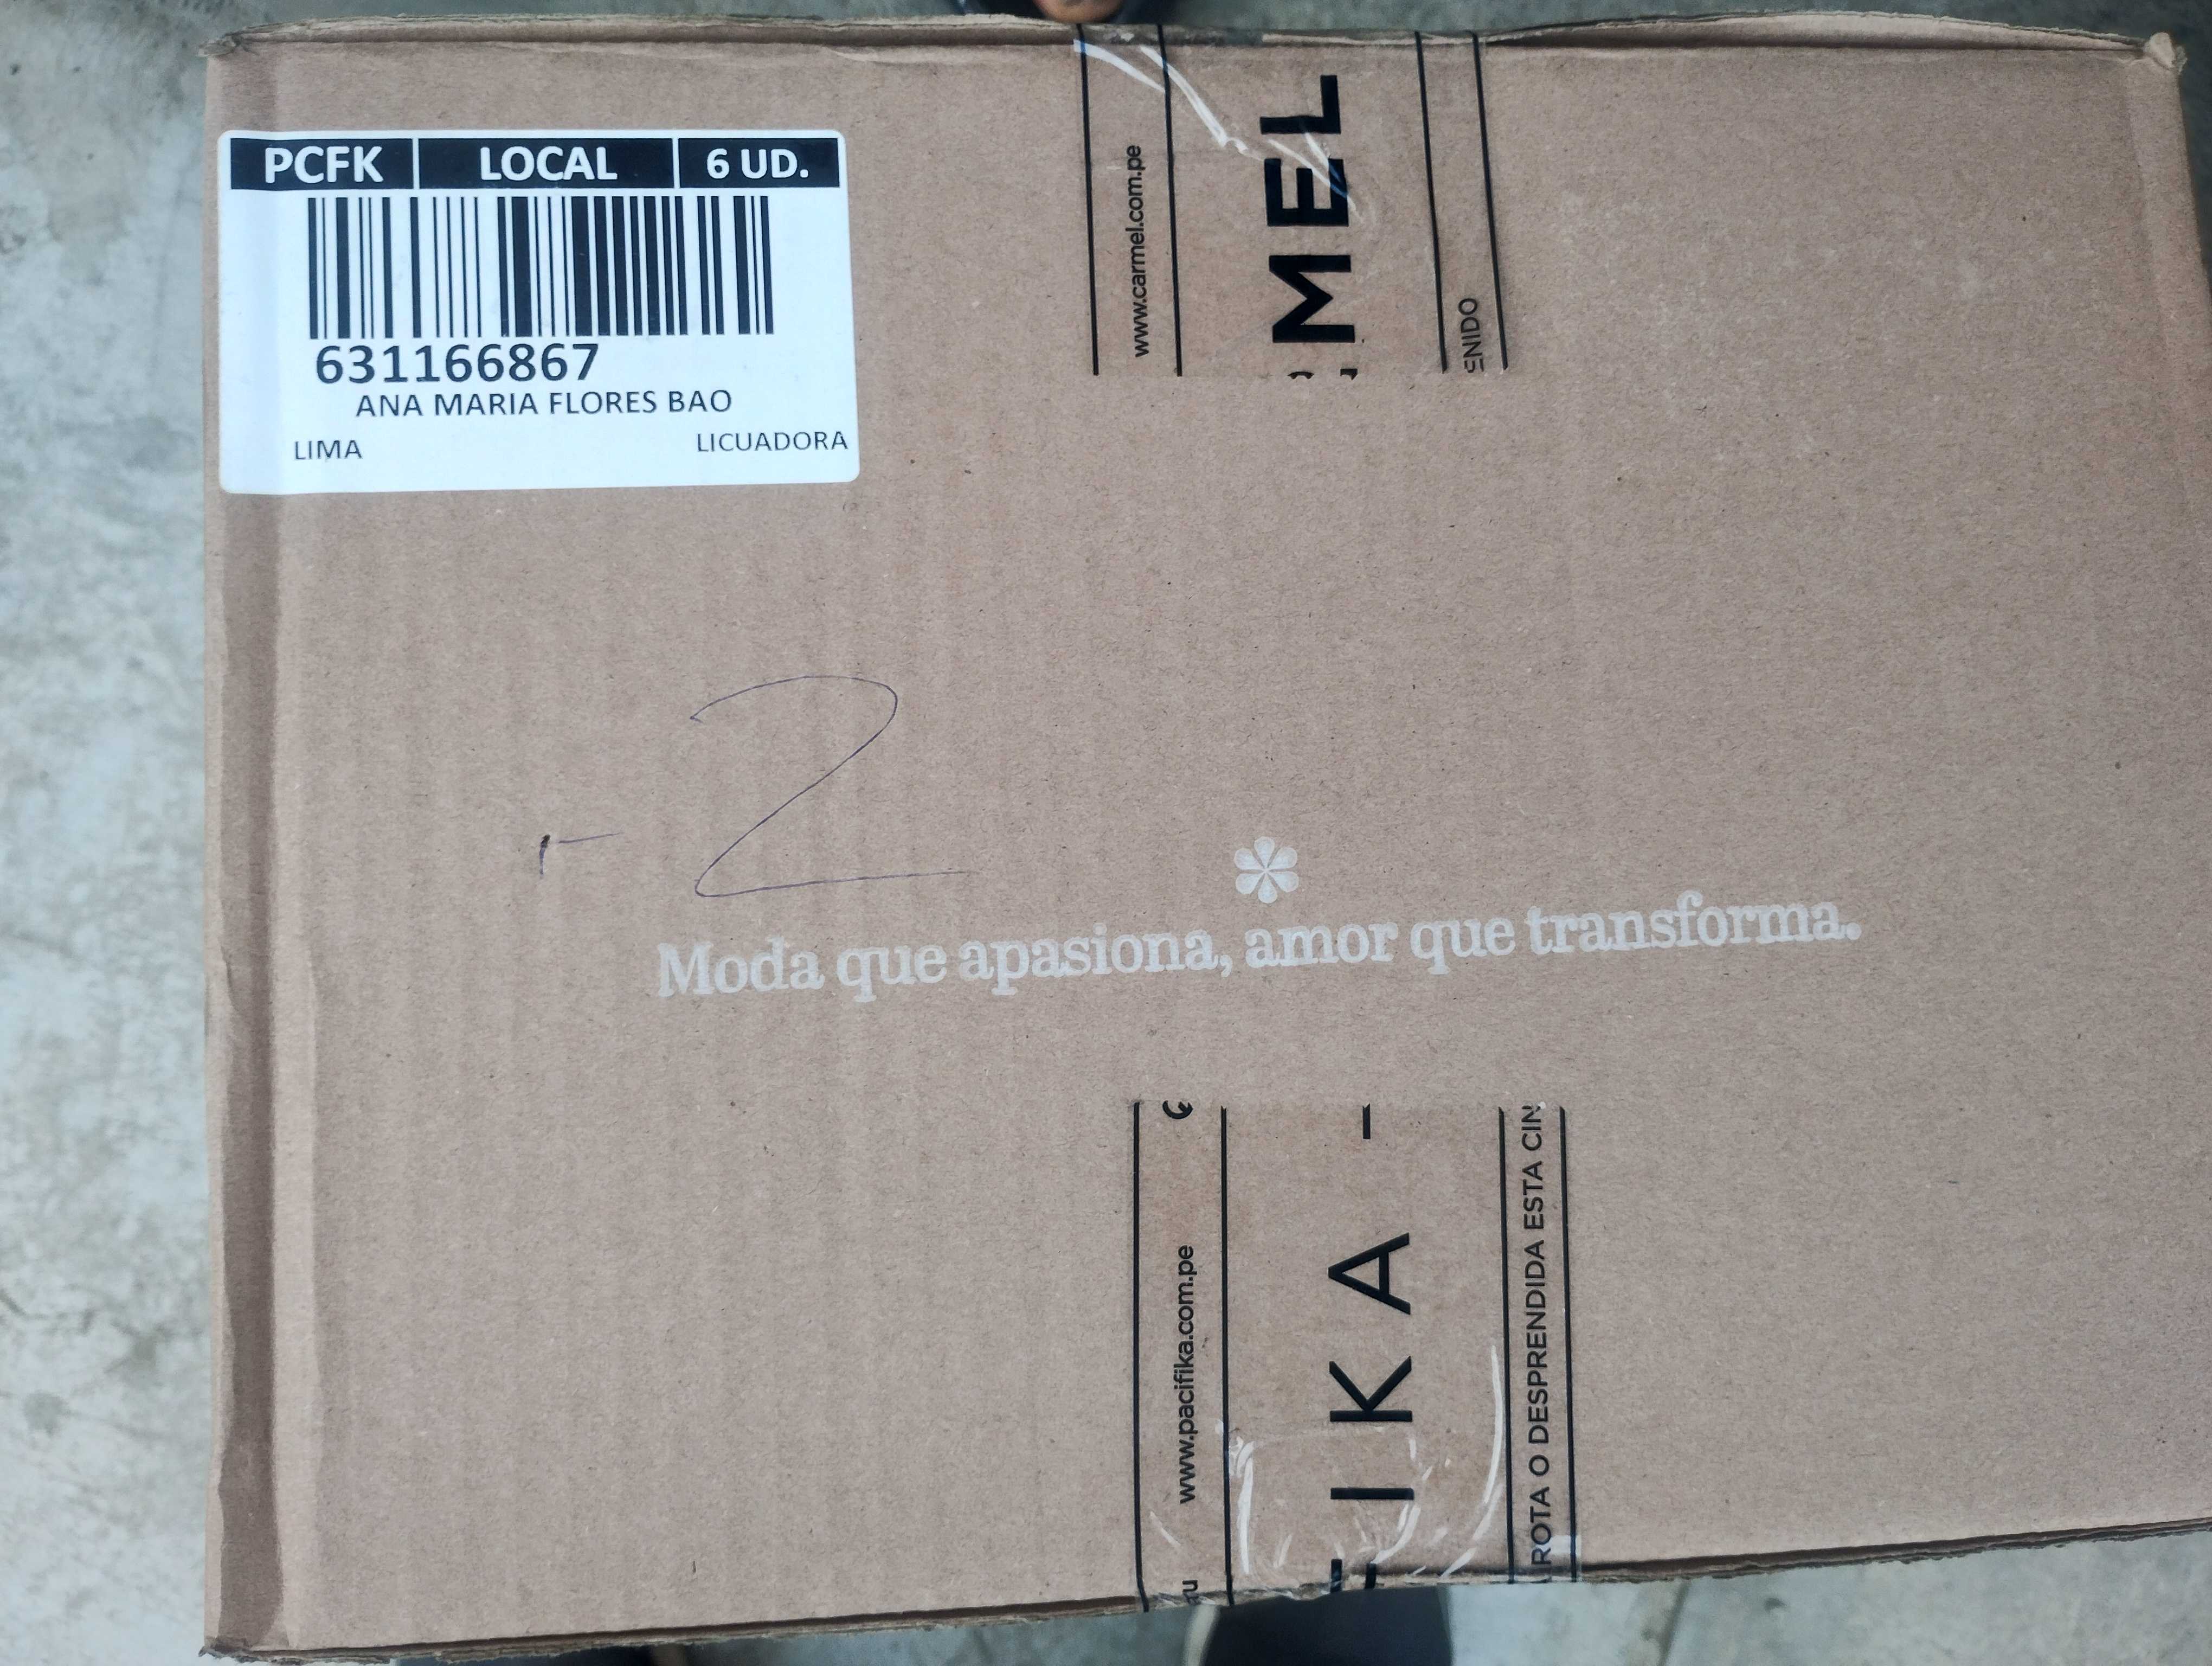 PCFK LOCAL 6 UD.
631166867
ANA MARIA FLORES BAO
LIMA LICUADORA
www.carmel.com.pe
MEL
ENIDO
2
Moda que apasiona, amor que transforma.
www.pacifika.com.pe
IKA -
ROTA O DESPRENDIDA ESTA CIN